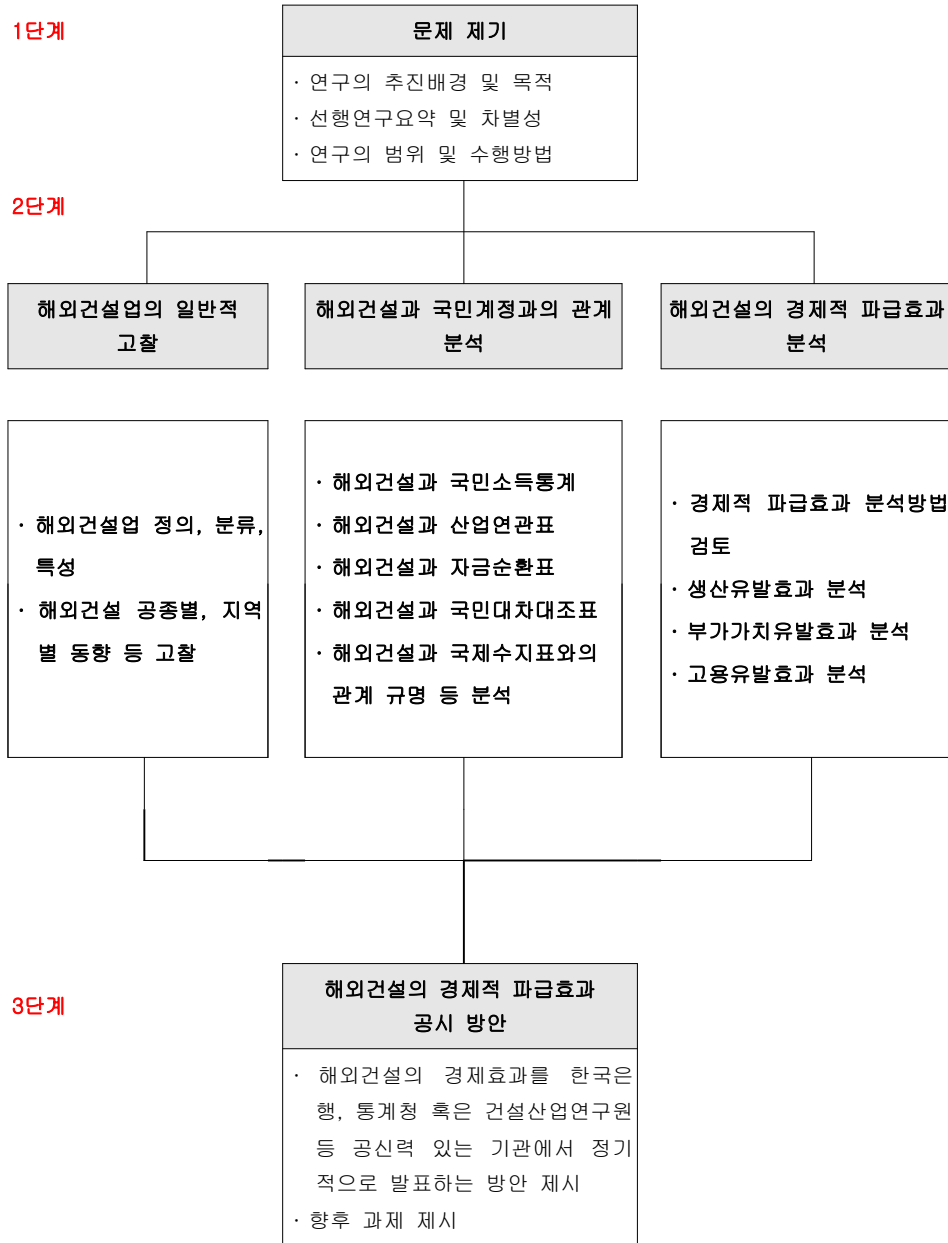 1단계
문제 제기
· 연구의 추진배경 및 목적
· 선행연구요약 및 차별성
· 연구의 범위 및 수행방법
2단계
해외건설업의 일반적
고찰
해외건설과 국민계정과의 관계
분석
해외건설의 경제적 파급효과
분석
· 해외건설업 정의, 분류,
특성
· 해외건설 공종별, 지역
별 동향 등 고찰
· 해외건설과 국민소득통계
· 해외건설과 산업연관표
· 해외건설과 자금순환표
· 해외건설과 국민대차대조표
· 해외건설과 국제수지표와의
관계 규명 등 분석
· 경제적 파급효과 분석방법
검토
· 생산유발효과 분석
· 부가가치유발효과 분석
· 고용유발효과 분석
3단계
해외건설의 경제적 파급효과
공시 방안
· 해외건설의 경제효과를 한국은
행, 통계청 혹은 건설산업연구원
등 공신력 있는 기관에서 정기
적으로 발표하는 방안 제시
· 향후 과제 제시